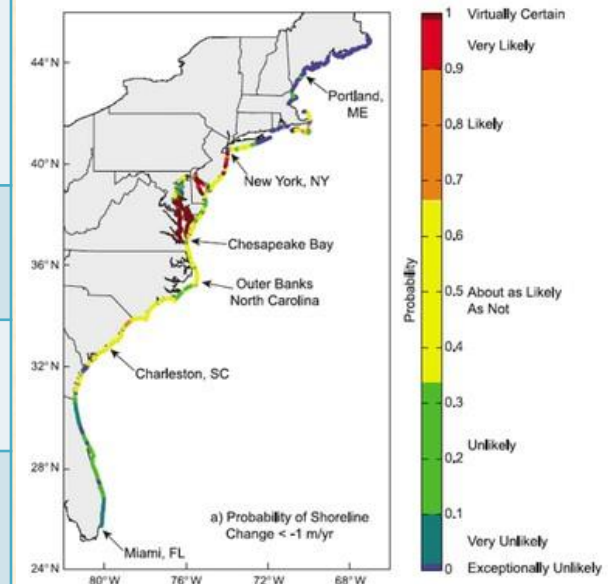 44°N
40°N
36°N
32°N
28°N
24°N
80°W
76°W
72°W
68°W
Portland,
ME
New York, NY
Chesapeake Bay
Outer Banks
North Carolina
Charleston, SC
a) Probability of Shoreline
Change < -1 m/yr
Miami, FL
Probability
1
0.9
0.8
0.7
0.6
0.5
0.4
0.3
0.2
0.1
0
Virtually Certain
Very Likely
Likely
About as Likely
As Not
Unlikely
Very Unlikely
Exceptionally Unlikely